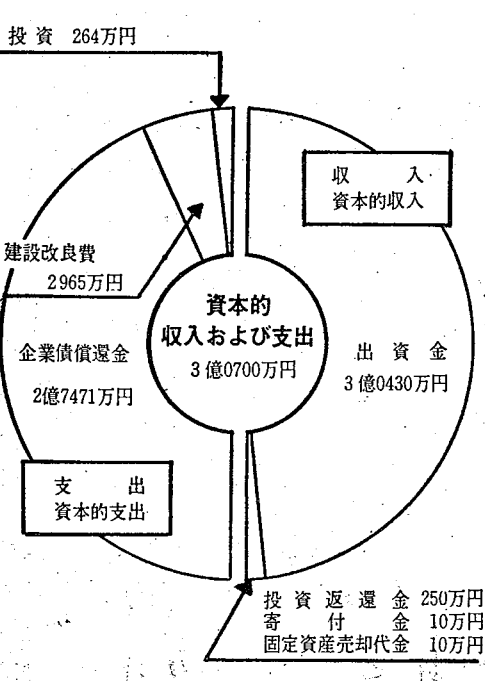 投資 264万円
収入
資本的収入
建設改良費
2965万円
資本的
収入および支出
3億0700万円
企業債償還金
2億7471万円
出資金
3億0430万円
支出
資本的支出
投資返還金 250万円
寄付金 10万円
固定資産売却代金 10万円